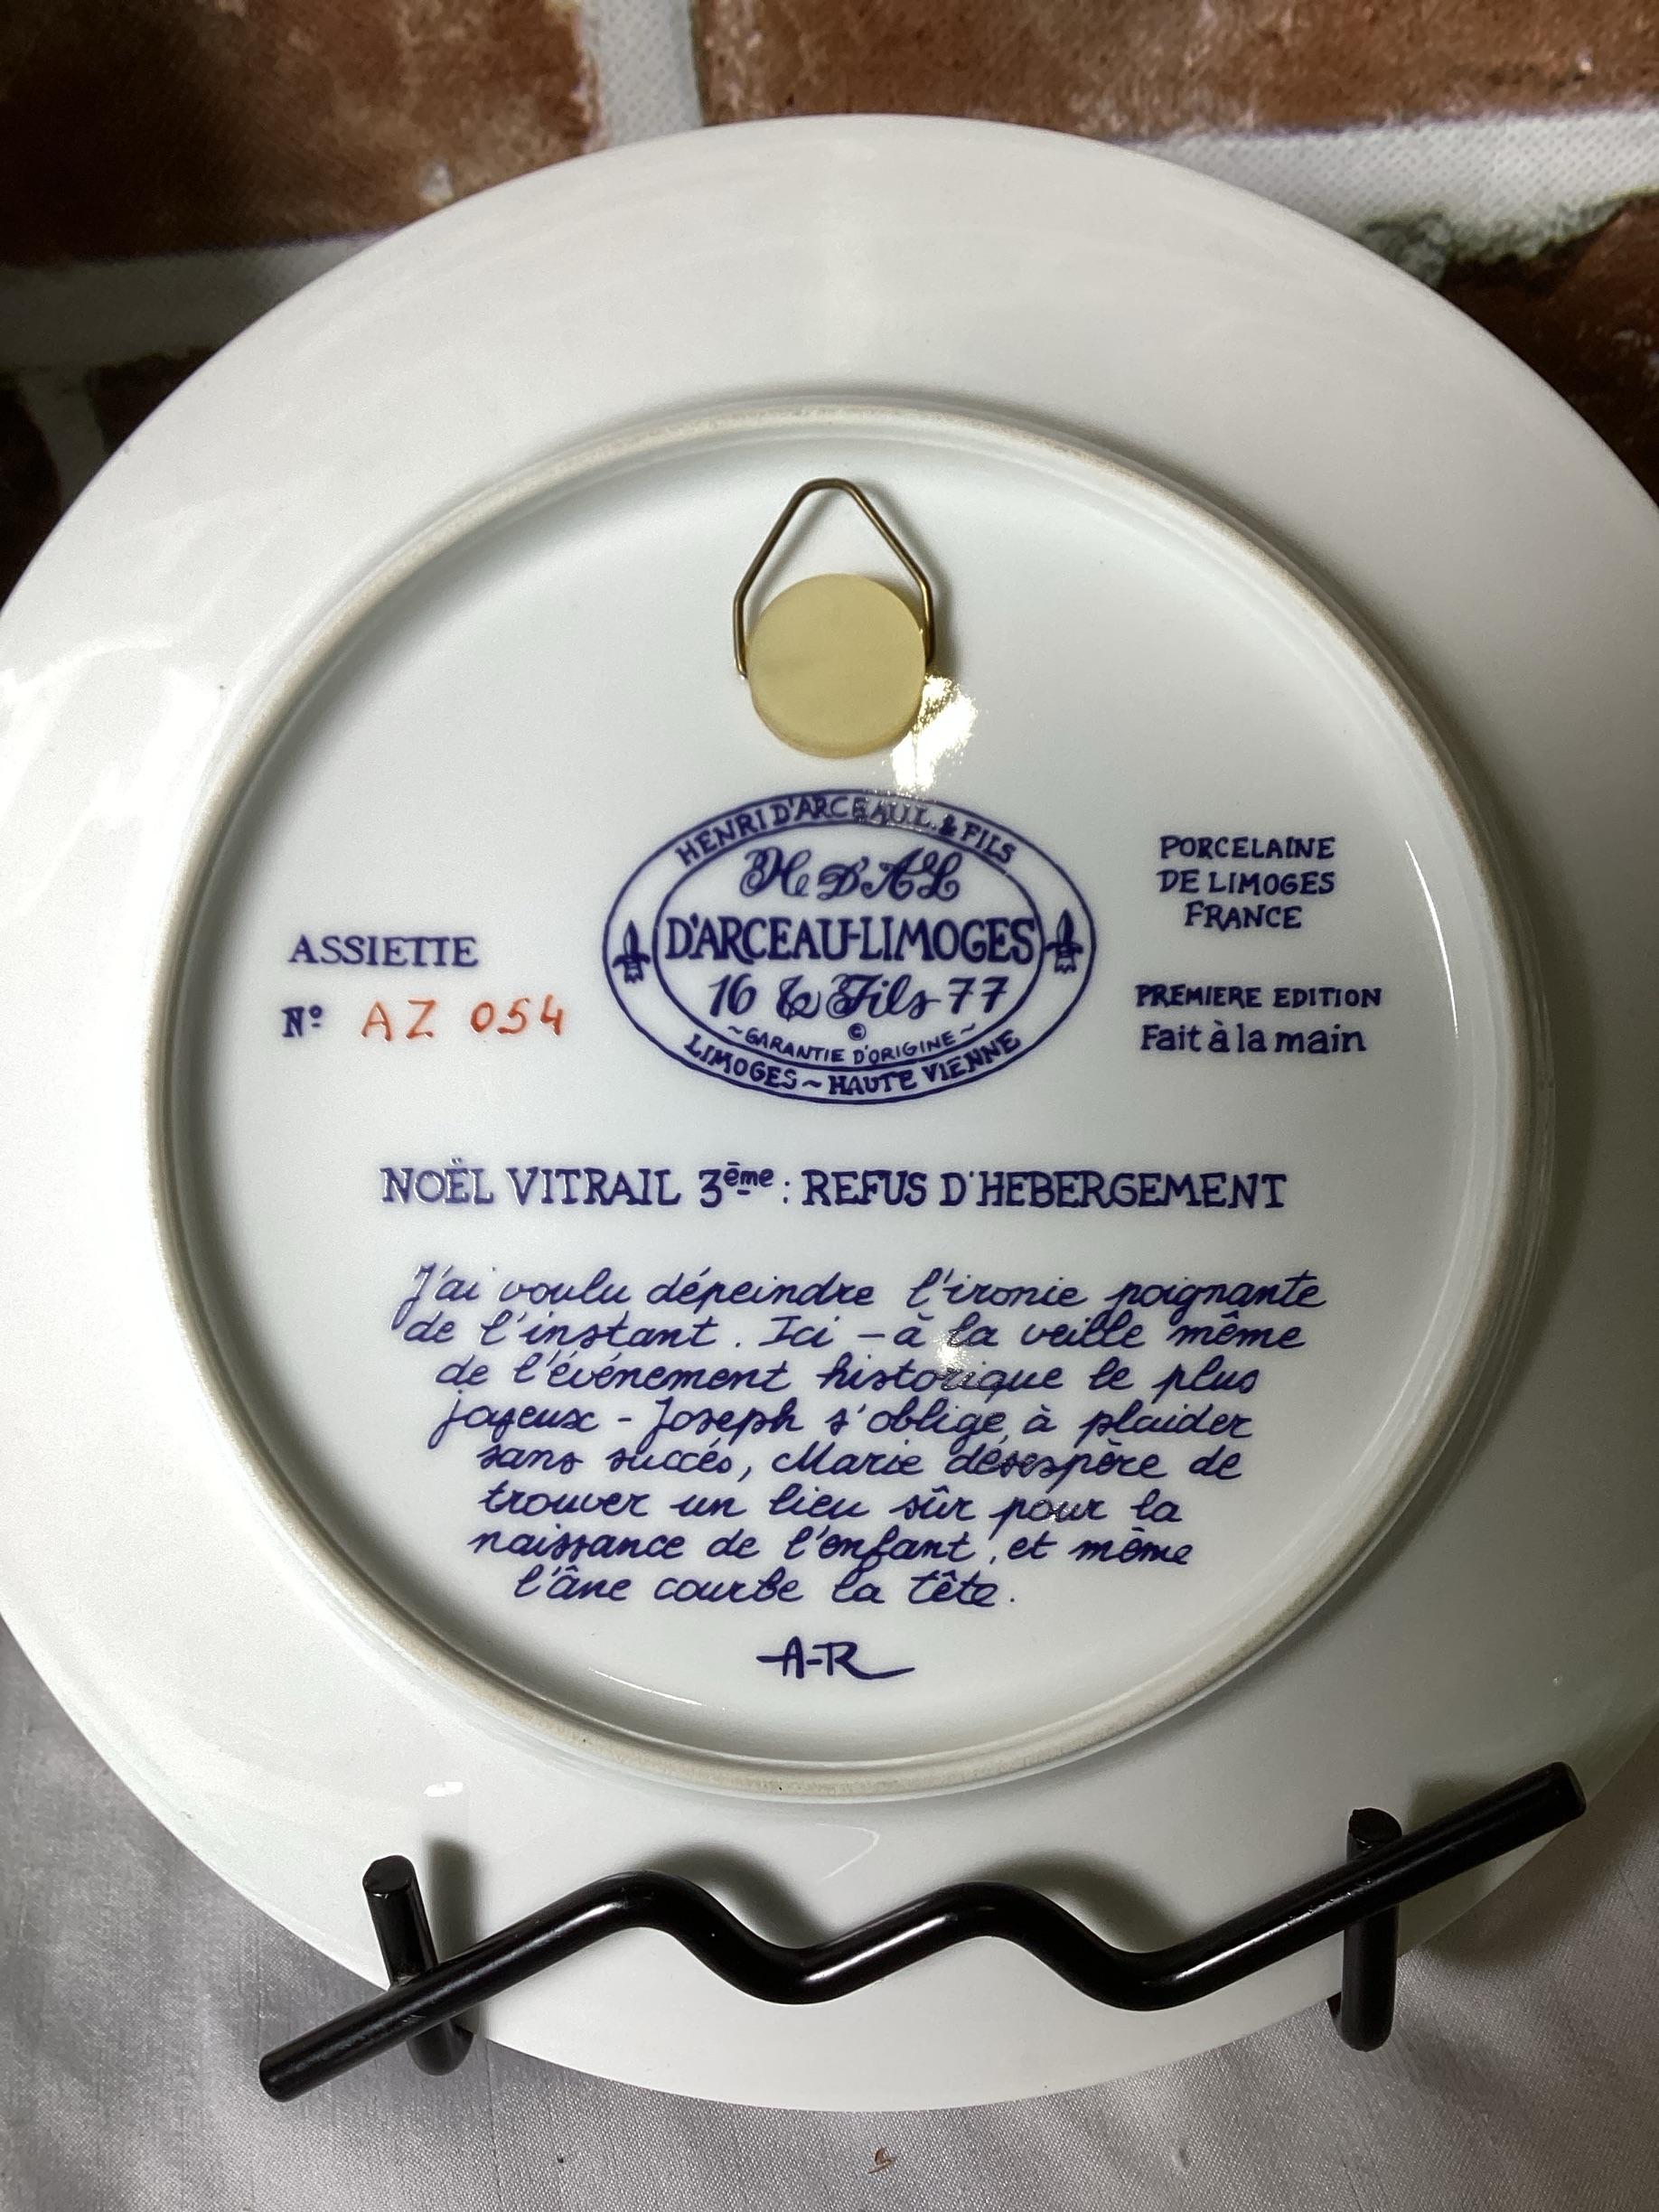 HENRI D'ARCEAU L. & FILS
H D'A L
D'ARCEAU-LIMOGES
16 & Fils 77
©
~GARANTIE D'ORIGINE~
LIMOGES ~ HAUTE VIENNE
ASSIETTE
Nº AZ 054
PORCELAINE
DE LIMOGES
FRANCE
PREMIERE EDITION
Fait à la main
NOËL VITRAIL 3ēme : REFUS D'HEBERGEMENT
J'ai voulu dépeindre l'ironie poignante
de l'instant. Ici – à la veille même
de l'événement historique le plus
joyeux - Joseph s'oblige à plaider
sans succés, Marie désespère de
trouver un lieu sûr pour la
naissance de l'enfant, et même
l'âne courbe la tête.
A-R